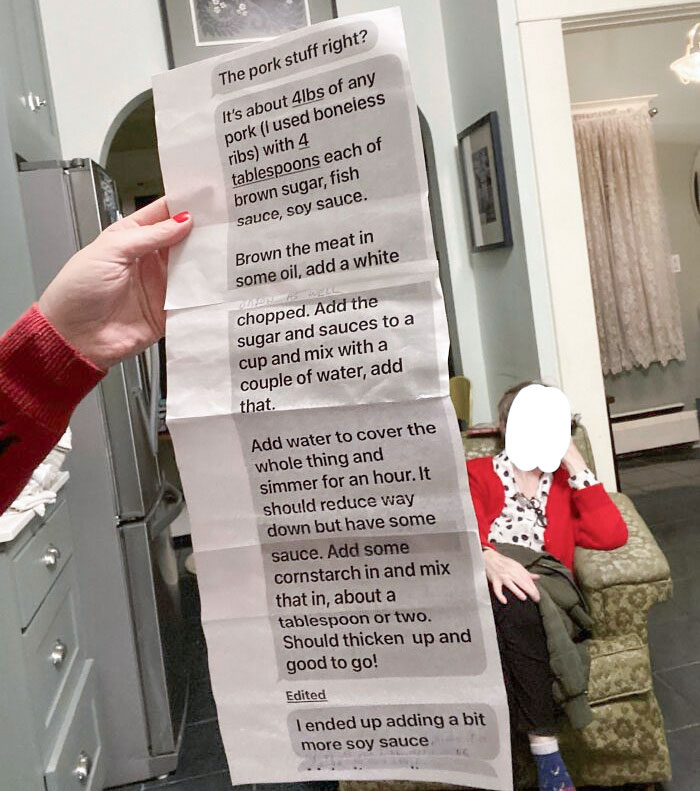 The pork stuff right?
It's about 4lbs of any
pork (I used boneless
ribs) with 4
tablespoons each of
brown sugar, fish
sauce, soy sauce.
Brown the meat in
some oil, add a white
chopped. Add the
sugar and sauces to a
cup and mix with a
couple of water, add
that.
Add water to cover the
whole thing and
simmer for an hour. It
should reduce way
down but have some
sauce. Add some
cornstarch in and mix
that in, about a
tablespoon or two.
Should thicken up and
good to go!
Edited
I ended up adding a bit
more soy sauce